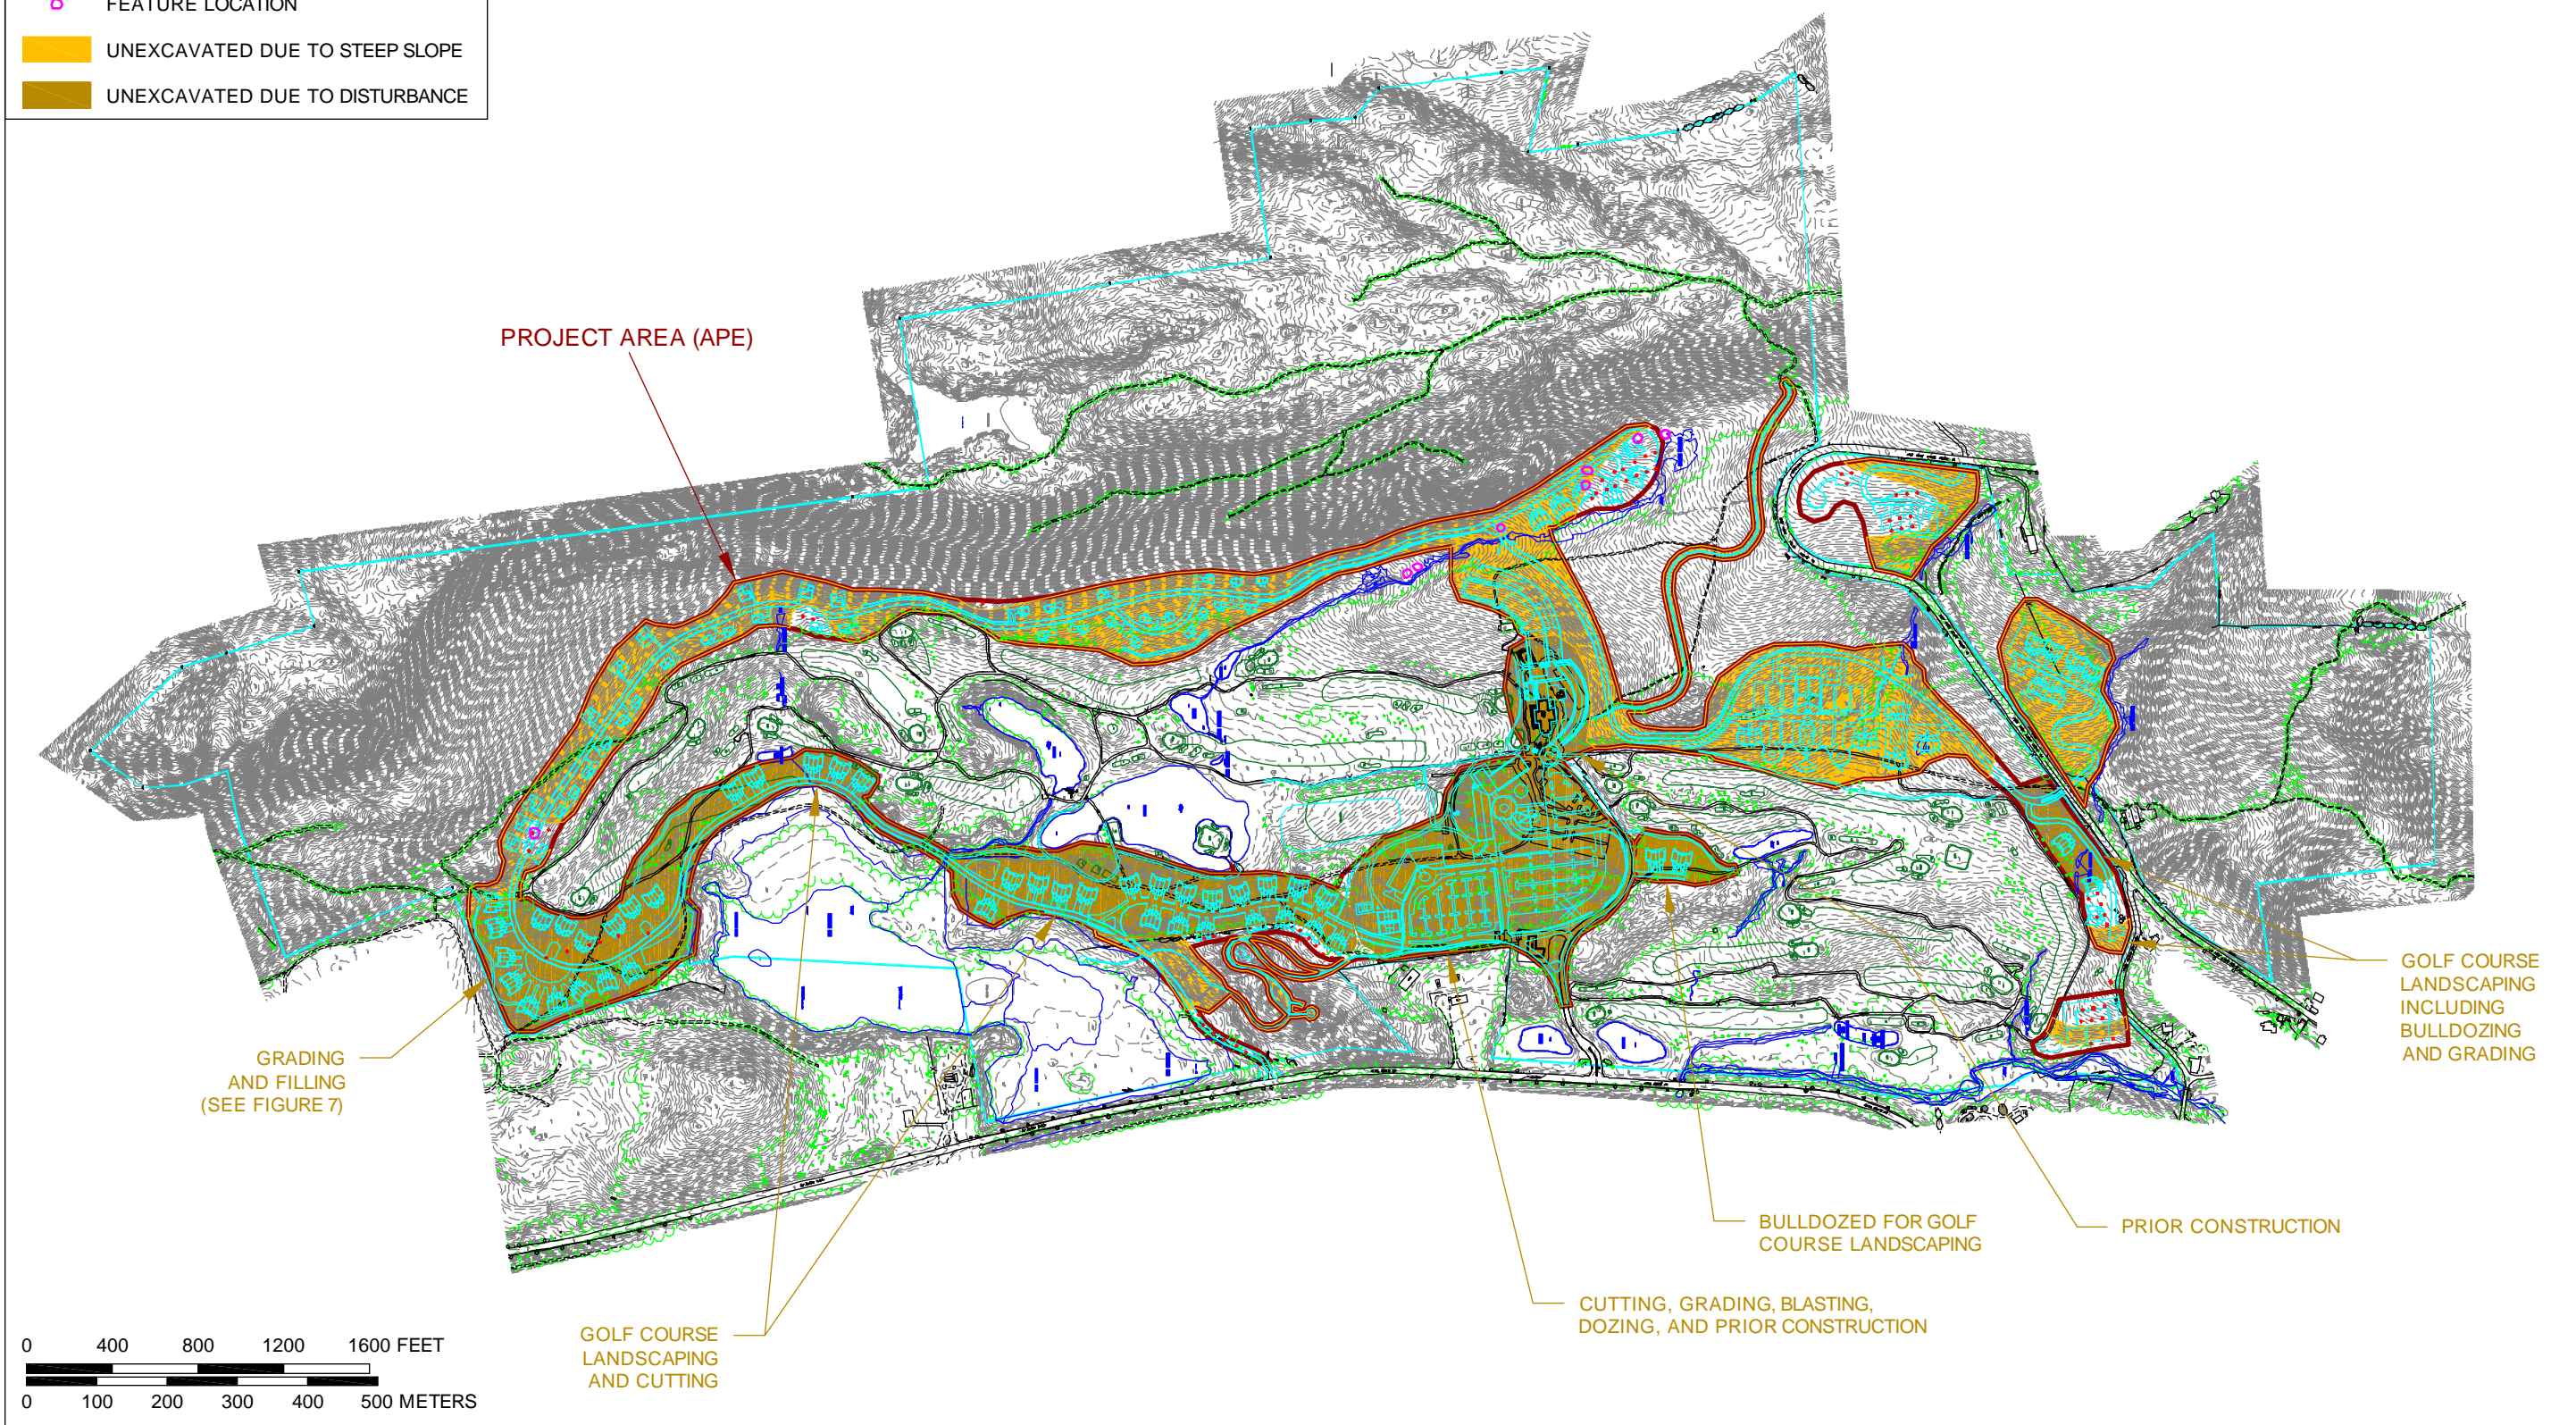 FEATURE LOCATION
UNEXCAVATED DUE TO STEEP SLOPE
UNEXCAVATED DUE TO DISTURBANCE
PROJECT AREA (APE)
GRADING
AND FILLING
(SEE FIGURE 7)
GOLF COURSE
LANDSCAPING
AND CUTTING
CUTTING, GRADING, BLASTING,
DOZING, AND PRIOR CONSTRUCTION
BULLDOZED FOR GOLF
COURSE LANDSCAPING
PRIOR CONSTRUCTION
GOLF COURSE
LANDSCAPING
INCLUDING
BULLDOZING
AND GRADING
0 400 800 1200 1600 FEET
0 100 200 300 400 500 METERS